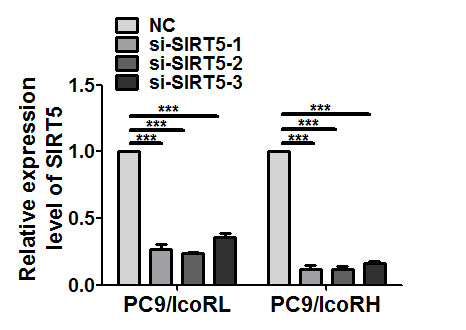 NC
si-SIRT5-1
si-SIRT5-2
si-SIRT5-3
Relative expression
level of SIRT5
1.5
1.0
0.5
0.0
***
***
***
***
***
***
PC9/IcoRL
PC9/IcoRH